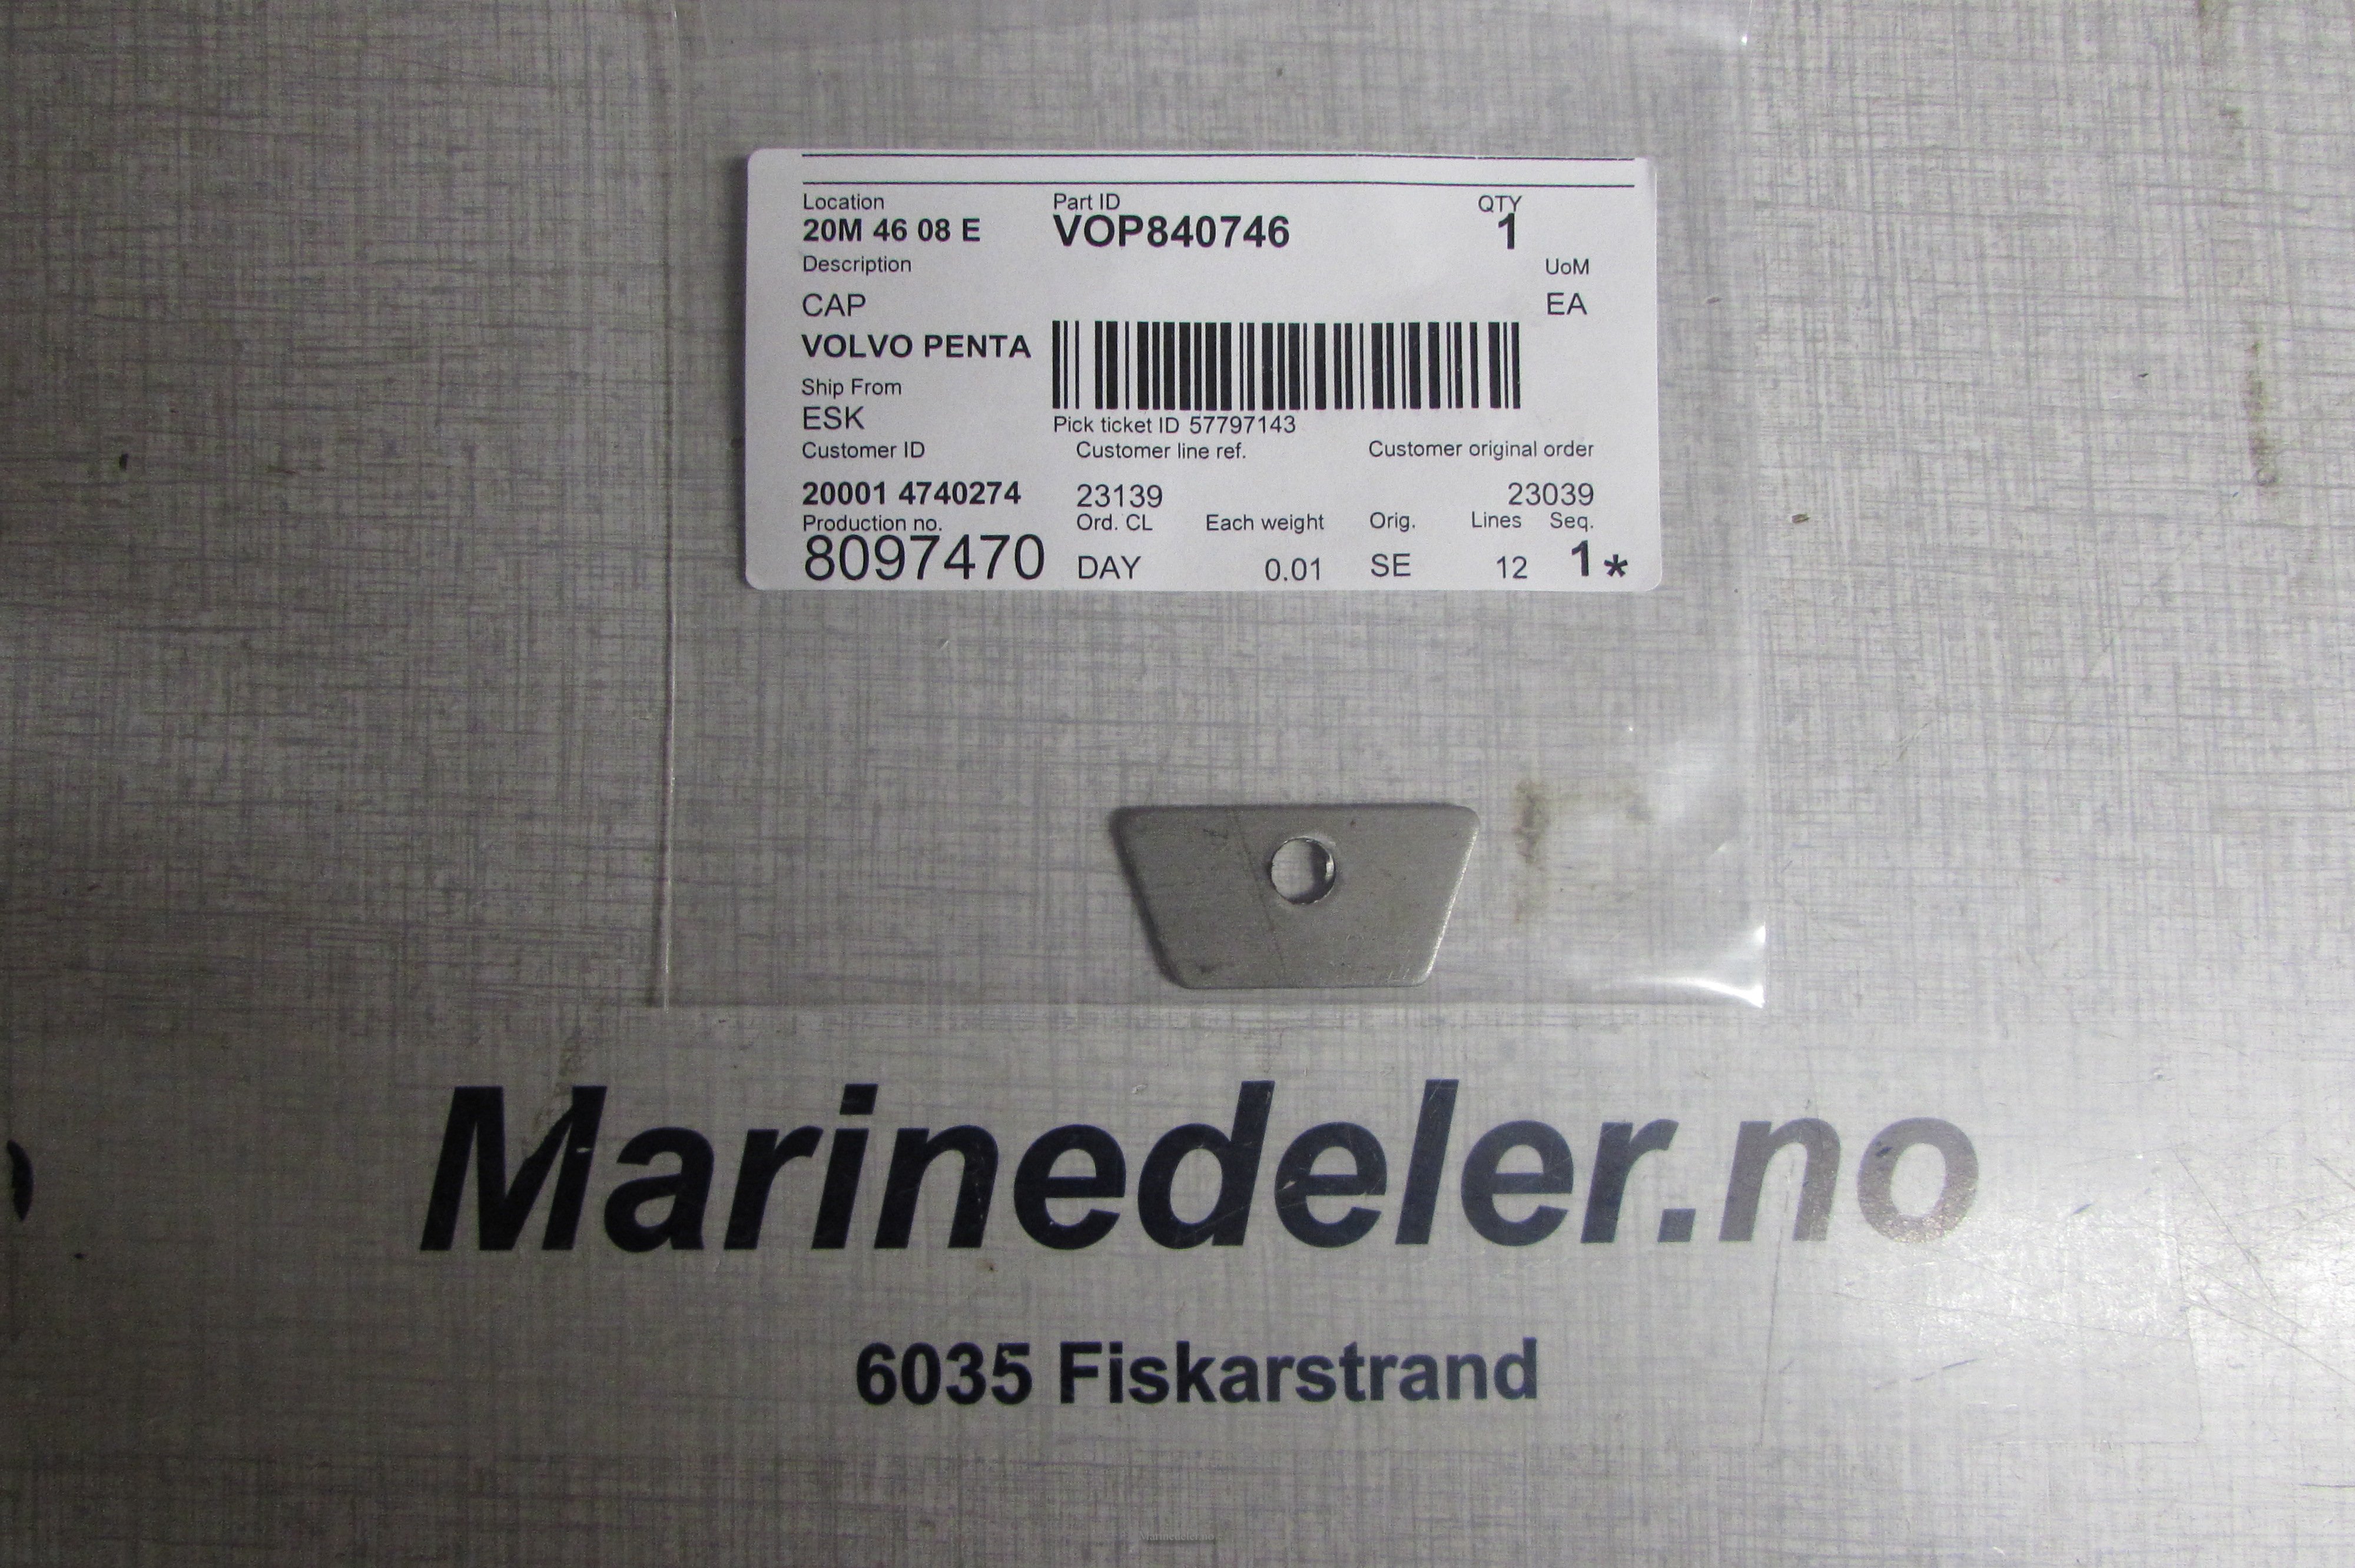 Location Part ID QTY
20M 46 08 E VOP840746 1
Description UoM
CAP EA
VOLVO PENTA
Ship From
ESK Pick ticket ID 57797143
Customer ID Customer line ref. Customer original order
20001 4740274 23139 23039
Production no. Ord. CL Each weight Orig. Lines Seq.
8097470 DAY 0.01 SE 12 1*
Marinedeler.no
6035 Fiskarstrand